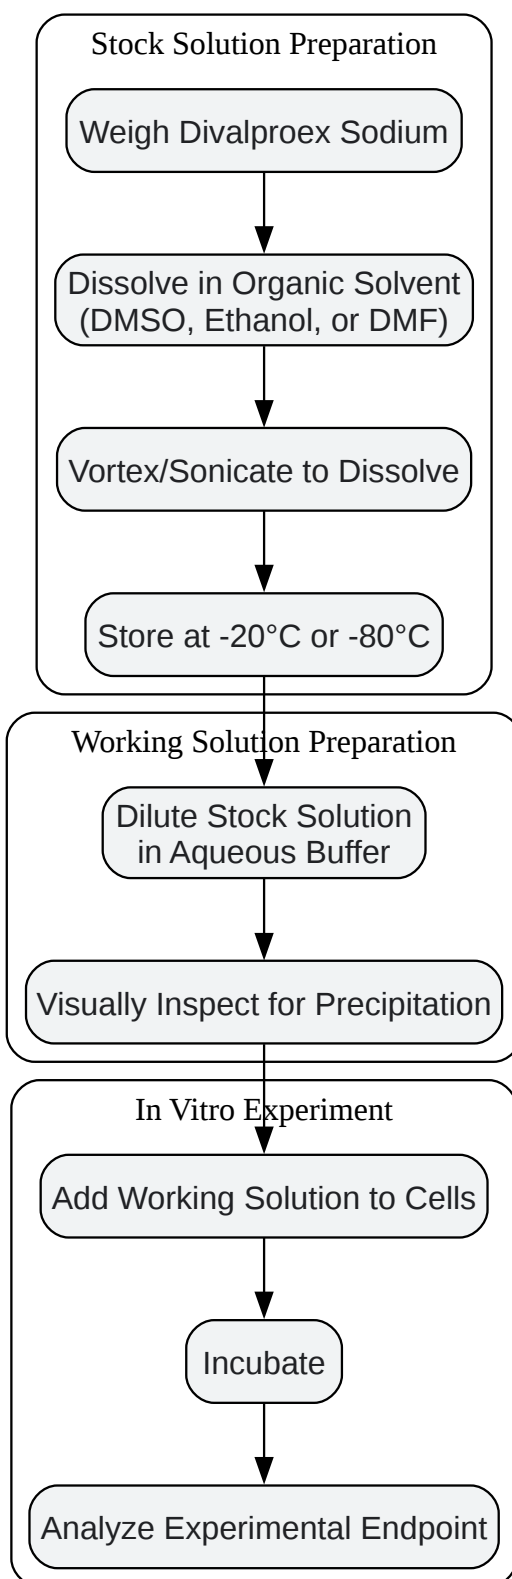 Stock Solution Preparation
Weigh Divalproex Sodium
Dissolve in Organic Solvent
(DMSO, Ethanol, or DMF)
Vortex/Sonicate to Dissolve
Store at -20°C or -80°C
Working Solution Preparation
Dilute Stock Solution
in Aqueous Buffer
Visually Inspect for Precipitation
In Vitro Experiment
Add Working Solution to Cells
Incubate
Analyze Experimental Endpoint